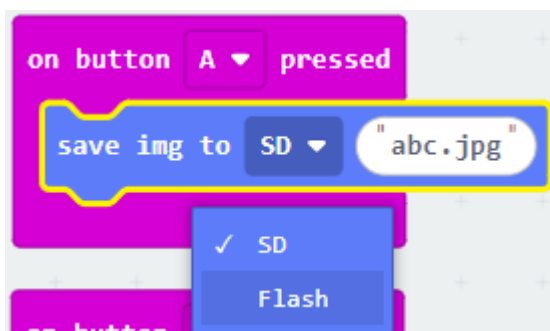 on button A pressed
save img to SD "abc.jpg"
✓ SD
Flash
on button